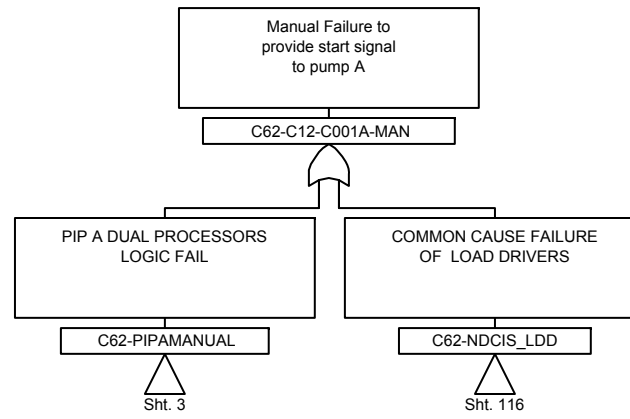 Manual Failure to
provide start signal
to pump A
C62-C12-C001A-MAN
PIP A DUAL PROCESSORS
LOGIC FAIL
C62-PIPAMANUAL
Sht. 3
COMMON CAUSE FAILURE
OF LOAD DRIVERS
C62-NDCIS_LDD
Sht. 116